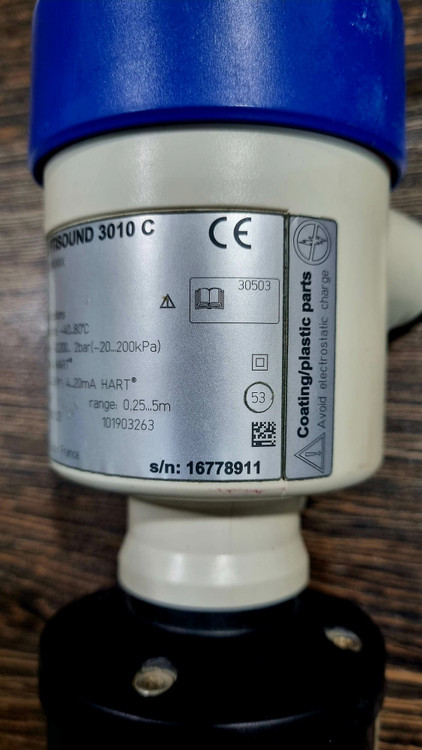 SOUND 3010 C
CE
30503
-40...80°C
2bar(-20...200kPa)
4...20mA HART®
53
range: 0,25...5m
101903263
France
s/n: 16778911
Coating/plastic parts
Avoid electrostatic charge